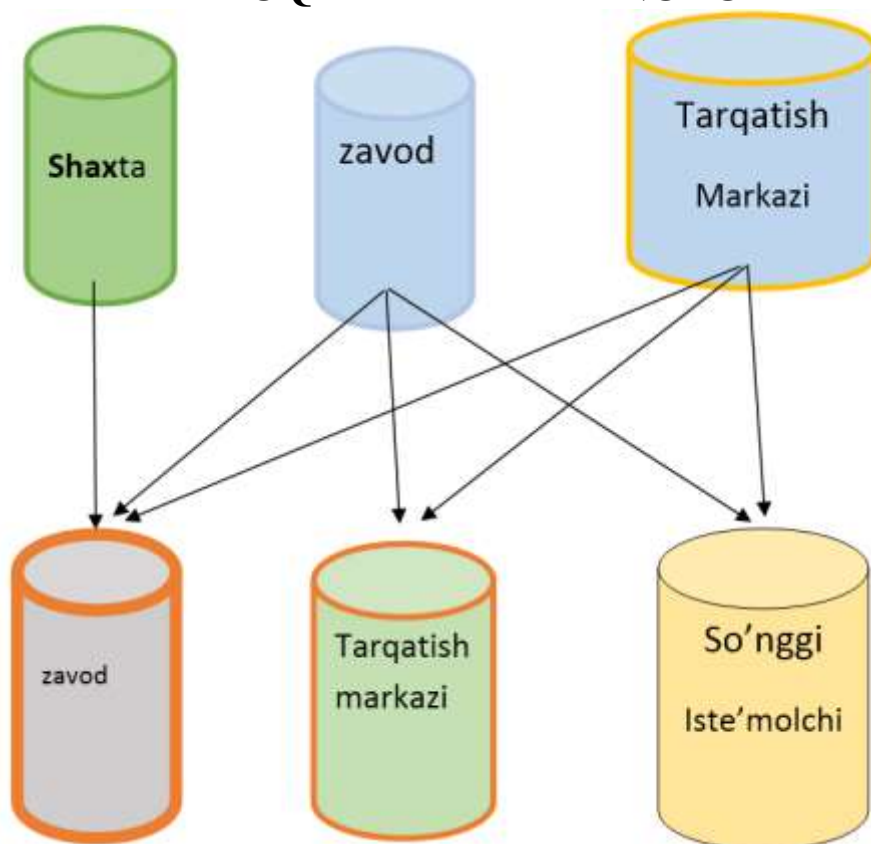 Shaxta
zavod
Tarqatish
Markazi
zavod
Tarqatish
markazi
So'nggi
Iste'molchi